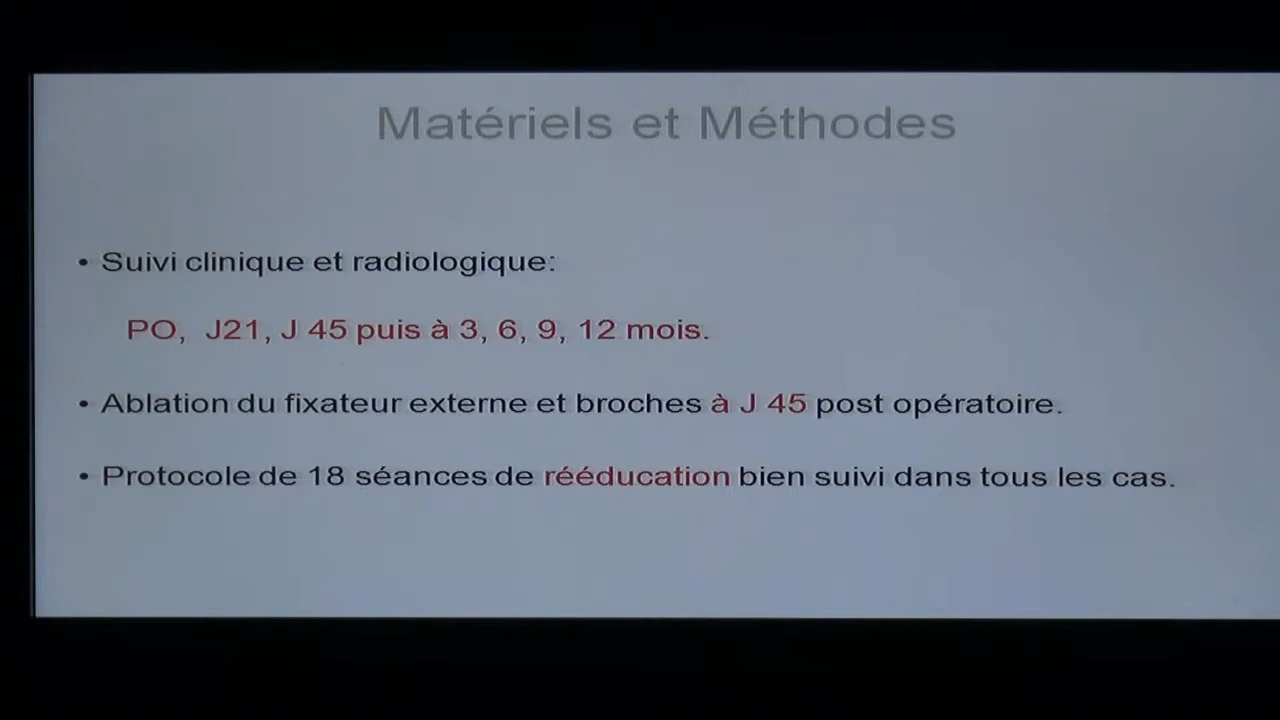 Matériels et Méthodes
• Suivi clinique et radiologique:
PO, J21, J 45 puis à 3, 6, 9, 12 mois.
• Ablation du fixateur externe et broches à J 45 post opératoire.
• Protocole de 18 séances de rééducation bien suivi dans tous les cas.